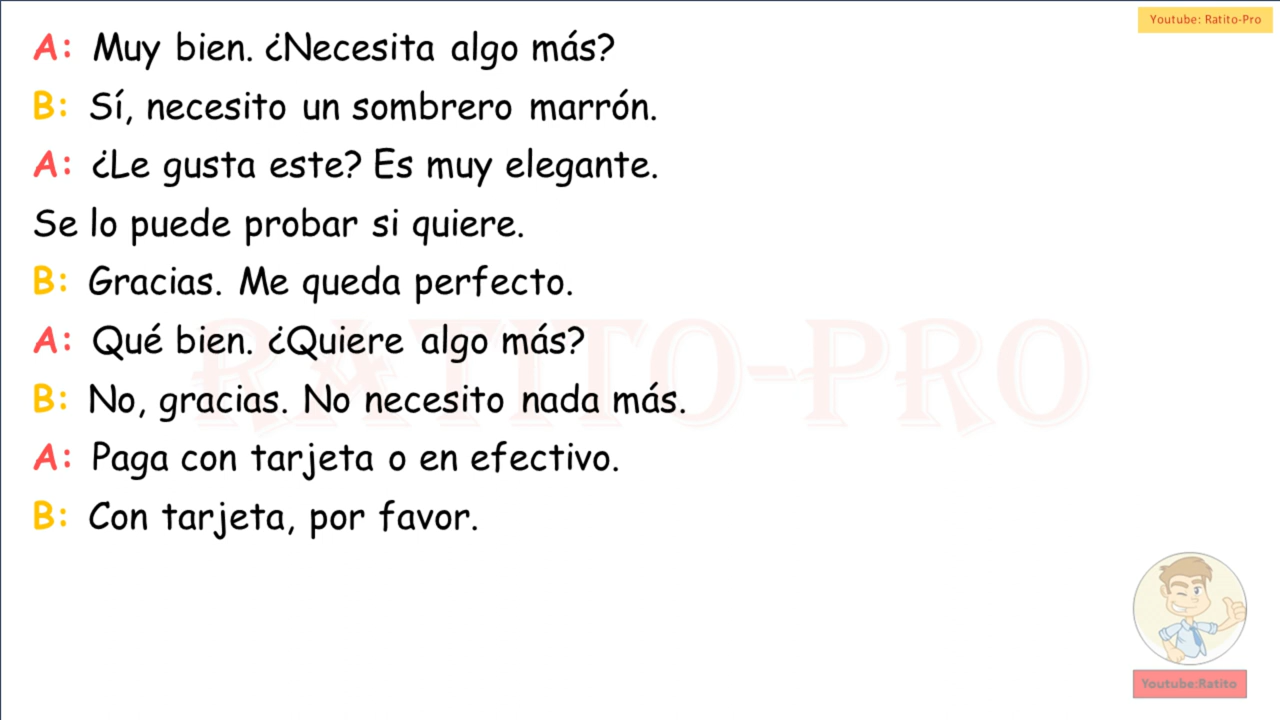 Youtube: Ratito-Pro
A: Muy bien. ¿Necesita algo más?
B: Sí, necesito un sombrero marrón.
A: ¿Le gusta este? Es muy elegante.
Se lo puede probar si quiere.
B: Gracias. Me queda perfecto.
A: Qué bien. ¿Quiere algo más?
RATITO-PRO
B: No, gracias. No necesito nada más.
A: Paga con tarjeta o en efectivo.
B: Con tarjeta, por favor.
Youtube:Ratito